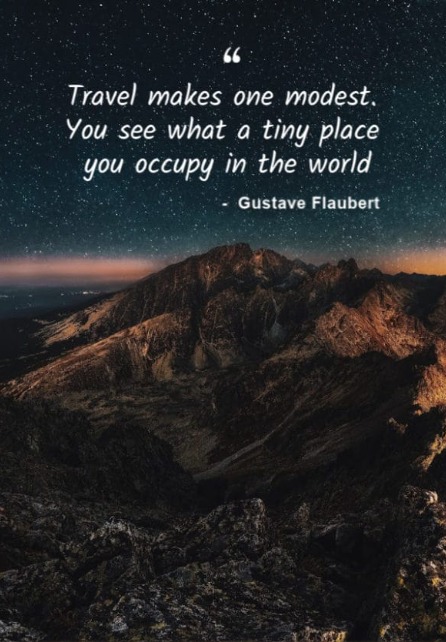 “
Travel makes one modest.
You see what a tiny place
you occupy in the world
- Gustave Flaubert